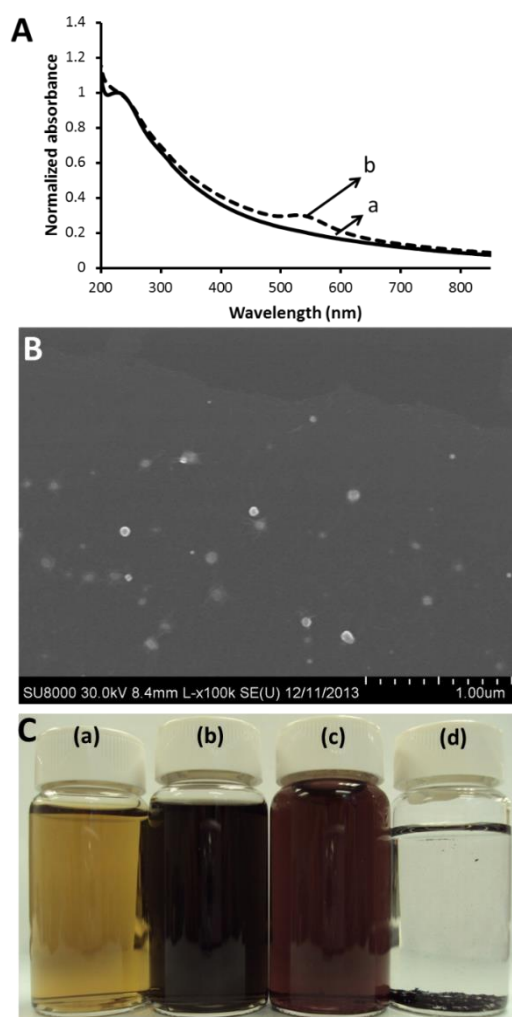 A
1.4
1.2
1
0.8
0.6
0.4
0.2
0
Normalized absorbance
b
a
200 300 400 500 600 700 800
Wavelength (nm)
B
SU8000 30.0kV 8.4mm L-x100k SE(U) 12/11/2013 1.00um
C (a) (b) (c) (d)